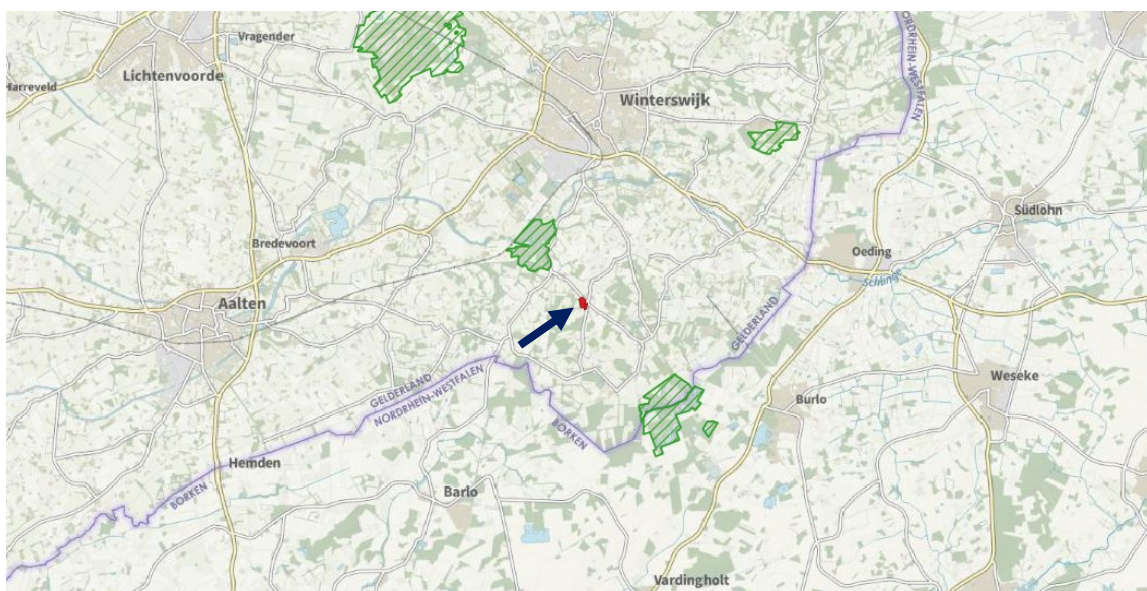 Vragender
Lichtenvoorde
Harreveld
Winterswijk
NORDRHEIN-WESTFALEN
GELDERLAND
Südlohn
Bredevoort
Oeding
Schlinge
Aalten
GELDERLAND
GELDERLAND
NORDRHEIN-WESTFALEN
Weseke
Burlo
BORKEN
Hemden
Barlo
BORKEN
Vardingholt